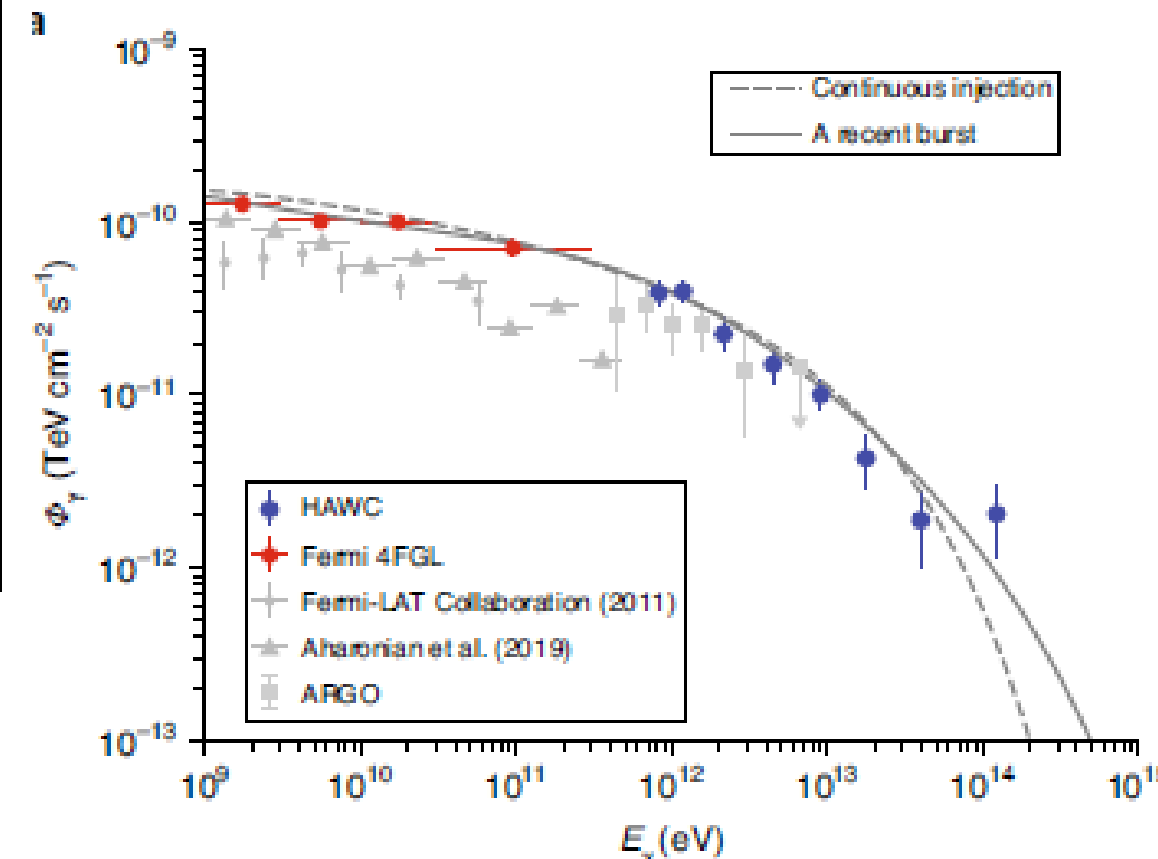 a
10⁻⁹
10⁻¹⁰
10⁻¹¹
10⁻¹²
10⁻¹³
Φγ (TeV cm⁻² s⁻¹)
Continuous injection
A recent burst
HAWC
Fermi 4FGL
Fermi-LAT Collaboration (2011)
Aharonian et al. (2019)
ARGO
10⁹ 10¹⁰ 10¹¹ 10¹² 10¹³ 10¹⁴ 10¹⁵
Eγ (eV)